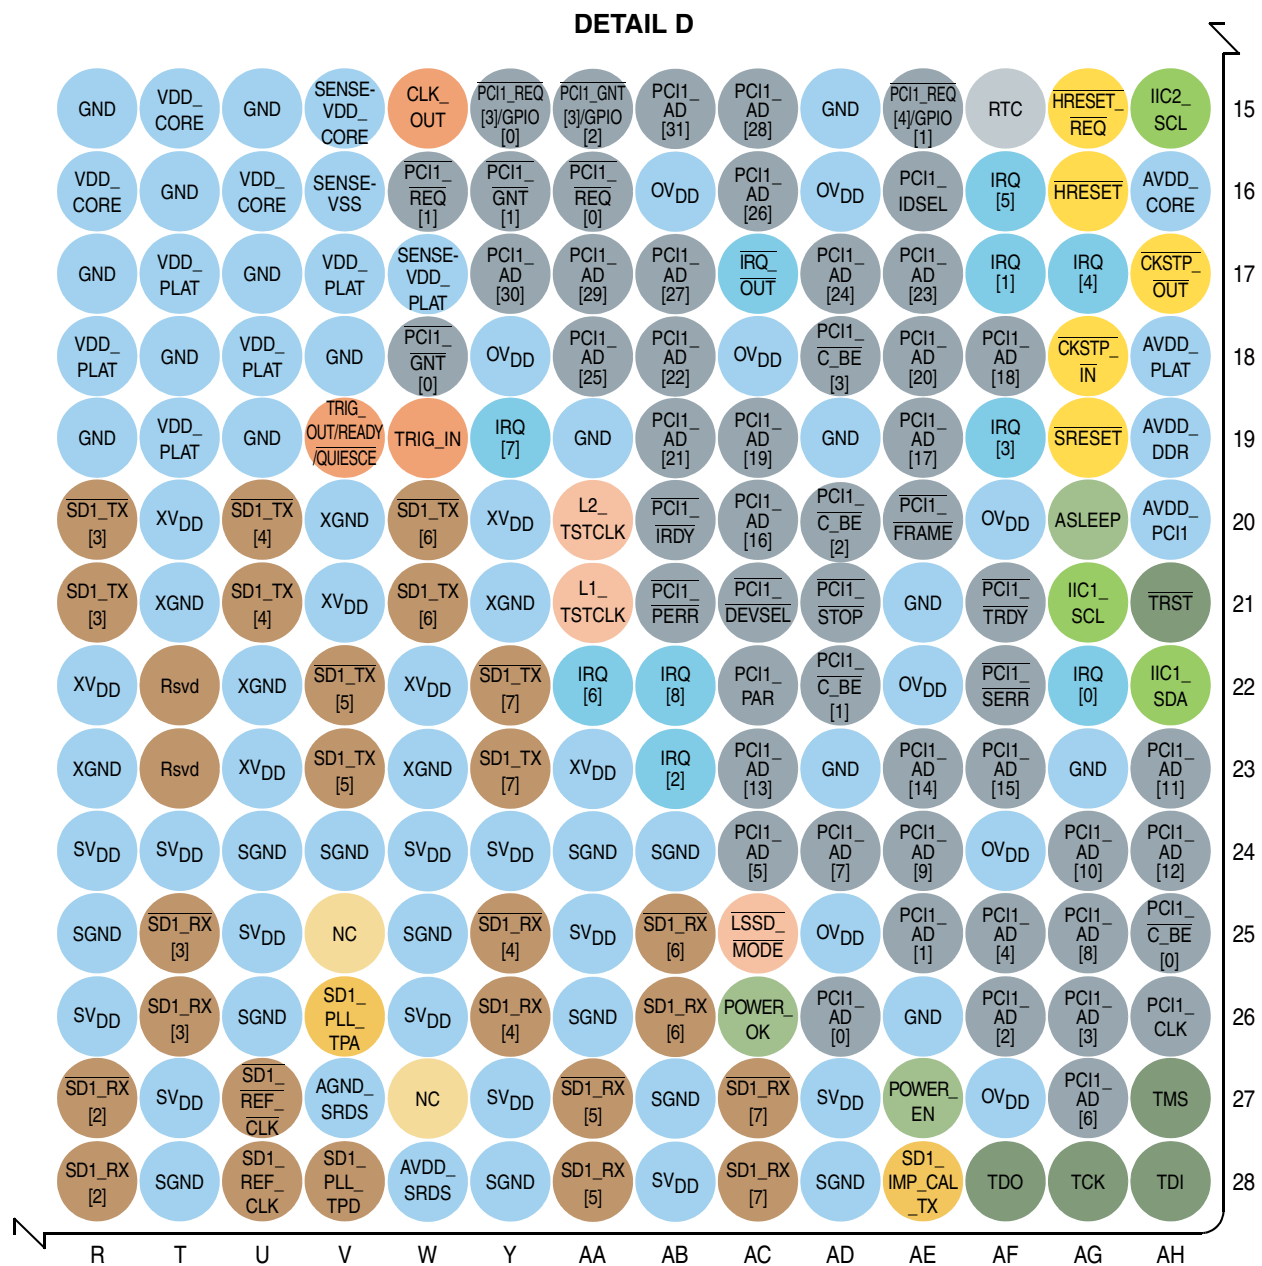 DETAIL D
GND VDD_CORE GND SENSE-VDD_CORE CLK_OUT PCI1_REQ[3]/GPIO[0] PCI1_GNT[3]/GPIO[2] PCI1_AD[31] PCI1_AD[28] GND PCI1_REQ[4]/GPIO[1] RTC HRESET_REQ IIC2_SCL 15
VDD_CORE GND VDD_CORE SENSE-VSS PCI1_REQ[1] PCI1_GNT[1] PCI1_REQ[0] OVDD PCI1_AD[26] OVDD PCI1_IDSEL IRQ[5] HRESET AVDD_CORE 16
GND VDD_PLAT GND VDD_PLAT SENSE-VDD_PLAT PCI1_AD[30] PCI1_AD[29] PCI1_AD[27] IRQ_OUT PCI1_AD[24] PCI1_AD[23] IRQ[1] IRQ[4] CKSTP_OUT 17
VDD_PLAT GND VDD_PLAT GND PCI1_GNT[0] OVDD PCI1_AD[25] PCI1_AD[22] OVDD PCI1_C_BE[3] PCI1_AD[20] PCI1_AD[18] CKSTP_IN AVDD_PLAT 18
GND VDD_PLAT GND TRIG_OUT/READY/QUIESCE TRIG_IN IRQ[7] GND PCI1_AD[21] PCI1_AD[19] GND PCI1_AD[17] IRQ[3] SRESET AVDD_DDR 19
SD1_TX[3] XVDD SD1_TX[4] XGND SD1_TX[6] XVDD L2_TSTCLK PCI1_IRDY PCI1_AD[16] PCI1_C_BE[2] PCI1_FRAME OVDD ASLEEP AVDD_PCI1 20
SD1_TX[3] XGND SD1_TX[4] XVDD SD1_TX[6] XGND L1_TSTCLK PCI1_PERR PCI1_DEVSEL PCI1_STOP GND PCI1_TRDY IIC1_SCL TRST 21
XVDD Rsvd XGND SD1_TX[5] XVDD SD1_TX[7] IRQ[6] IRQ[8] PCI1_PAR PCI1_C_BE[1] OVDD PCI1_SERR IRQ[0] IIC1_SDA 22
XGND Rsvd XVDD SD1_TX[5] XGND SD1_TX[7] XVDD IRQ[2] PCI1_AD[13] GND PCI1_AD[14] PCI1_AD[15] GND PCI1_AD[11] 23
SVDD SVDD SGND SGND SVDD SVDD SGND SGND PCI1_AD[5] PCI1_AD[7] PCI1_AD[9] OVDD PCI1_AD[10] PCI1_AD[12] 24
SGND SD1_RX[3] SVDD NC SGND SD1_RX[4] SVDD SD1_RX[6] LSSD_MODE OVDD PCI1_AD[1] PCI1_AD[4] PCI1_AD[8] PCI1_C_BE[0] 25
SVDD SD1_RX[3] SGND SD1_PLL_TPA SVDD SD1_RX[4] SGND SD1_RX[6] POWER_OK PCI1_AD[0] GND PCI1_AD[2] PCI1_AD[3] PCI1_CLK 26
SD1_RX[2] SVDD SD1_REF_CLK AGND_SRDS NC SVDD SD1_RX[5] SGND SD1_RX[7] SVDD POWER_EN OVDD PCI1_AD[6] TMS 27
SD1_RX[2] SGND SD1_REF_CLK SD1_PLL_TPD AVDD_SRDS SGND SD1_RX[5] SVDD SD1_RX[7] SGND SD1_IMP_CAL_TX TDO TCK TDI 28
R T U V W Y AA AB AC AD AE AF AG AH